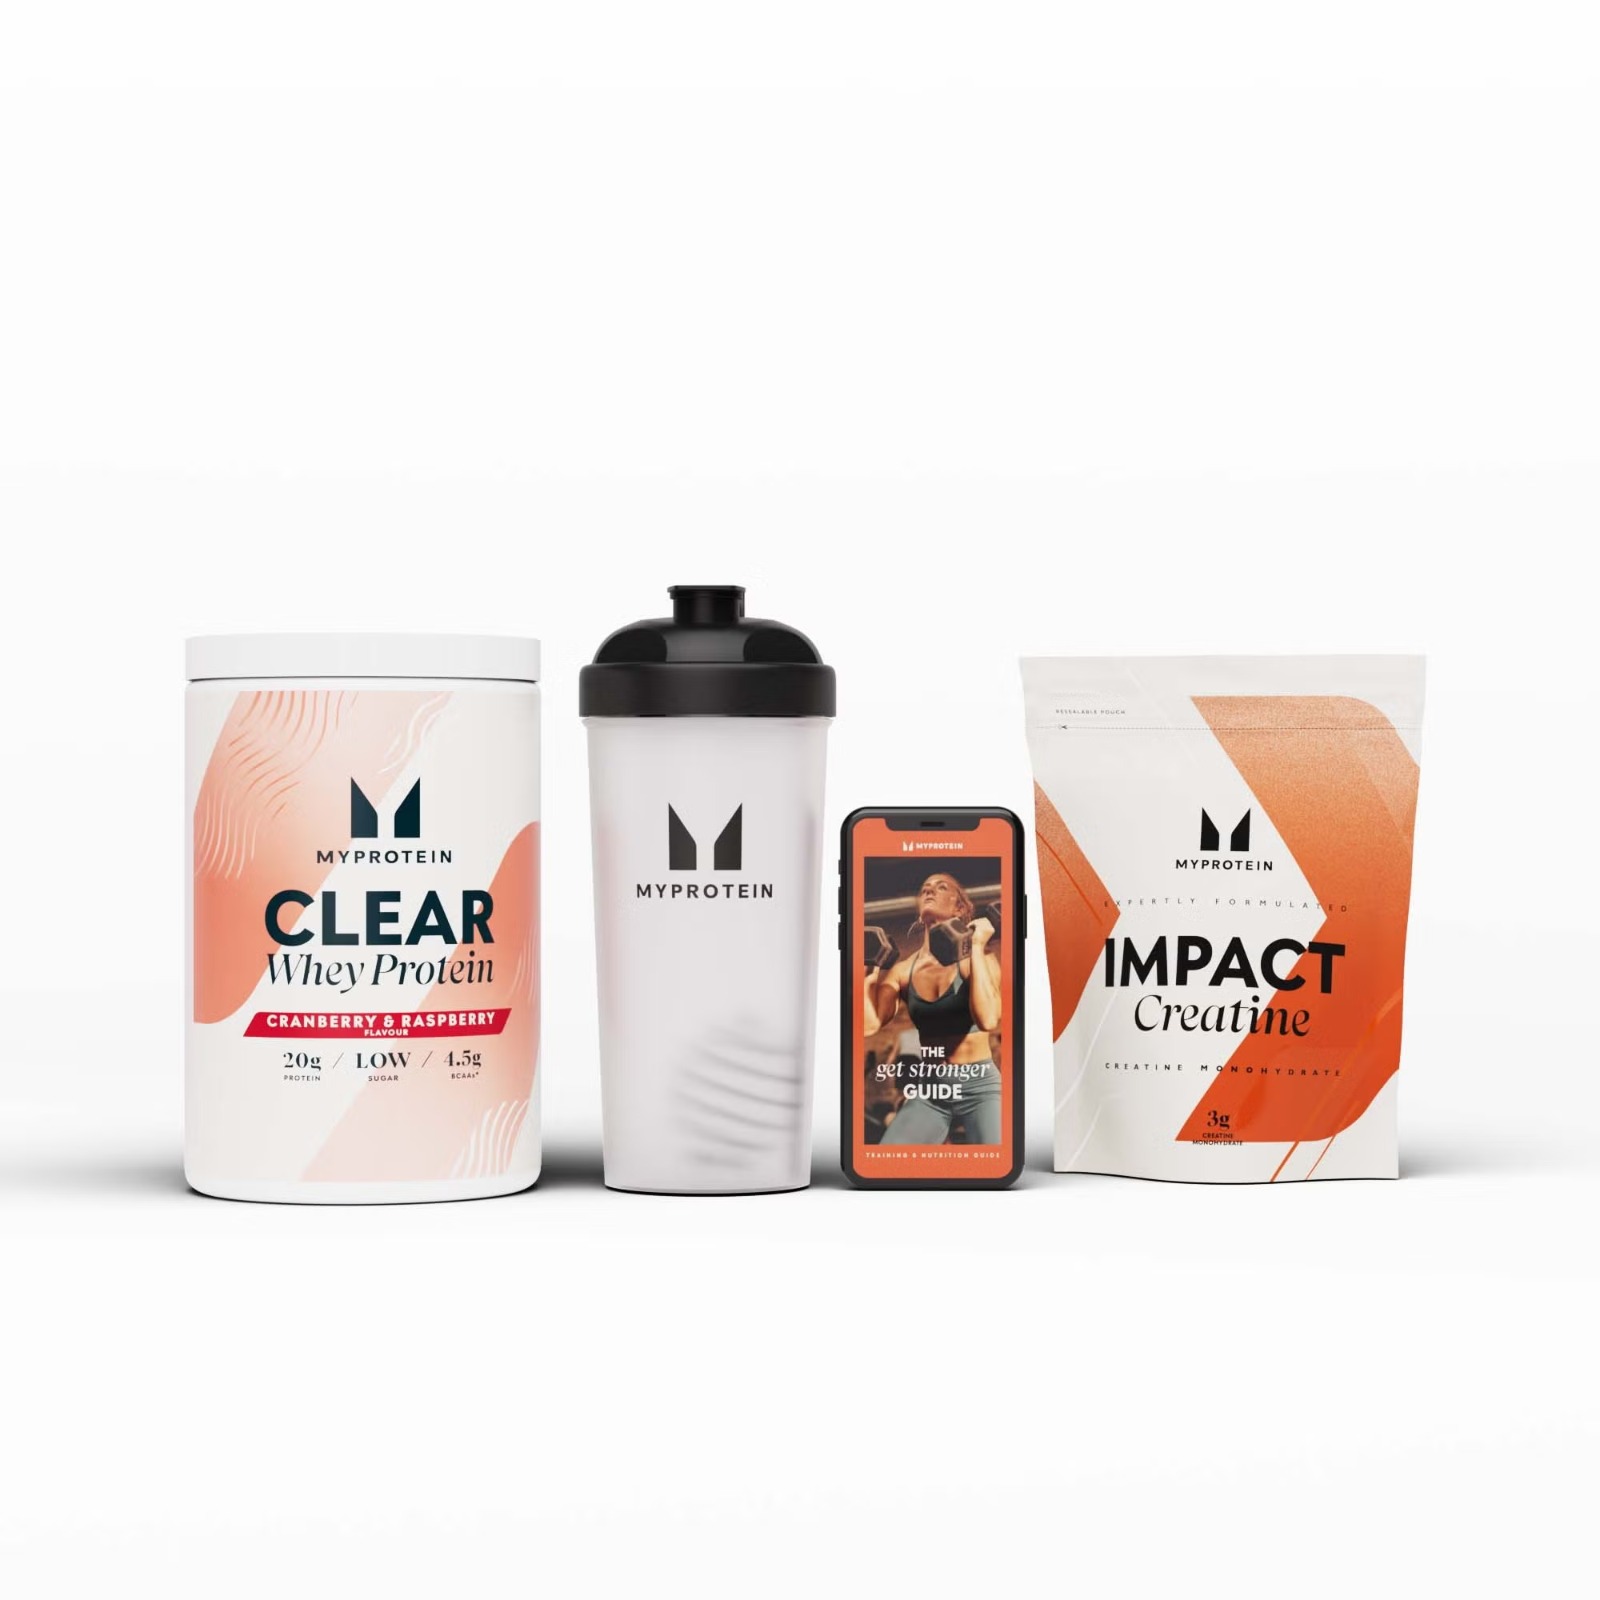 MYPROTEIN
CLEAR
Whey Protein
CRANBERRY & RASPBERRY
FLAVOUR
20g / LOW / 4.5g
PROTEIN SUGAR BCAAs*
MYPROTEIN
MYPROTEIN
THE
get stronger
GUIDE
TRAINING & NUTRITION GUIDE
RESEALABLE POUCH
MYPROTEIN
EXPERTLY FORMULATED
IMPACT
Creatine
CREATINE MONOHYDRATE
3g
CREATINE
MONOHYDRATE